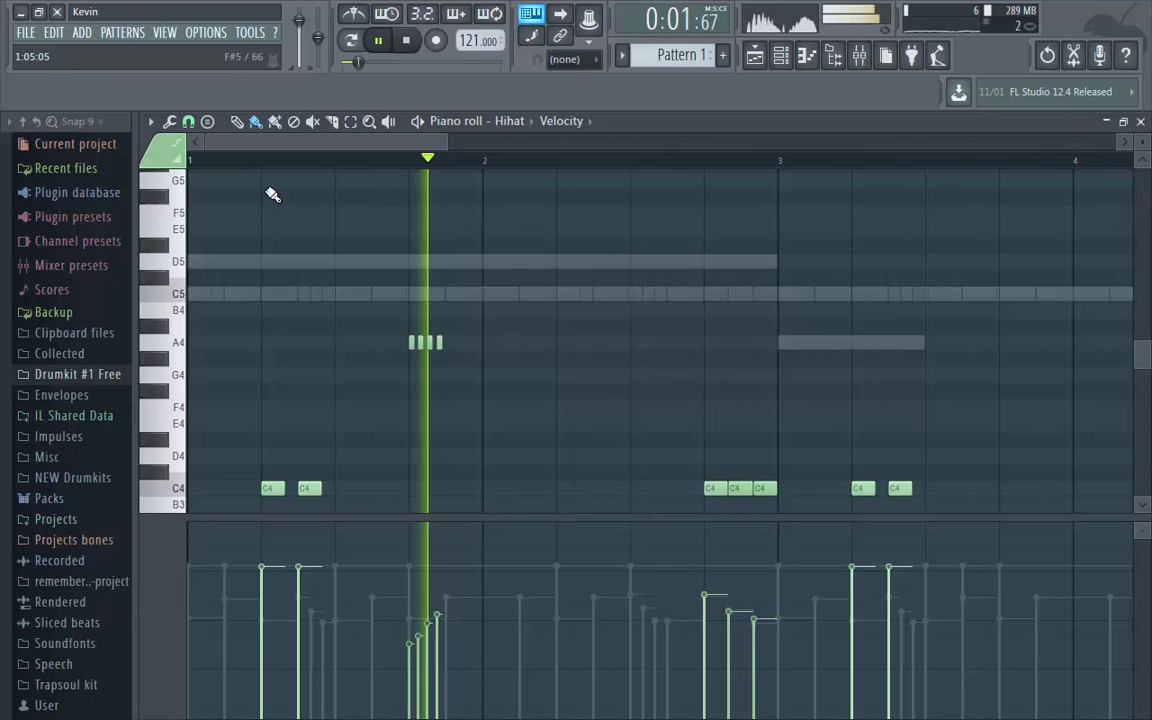 Kevin
FILE EDIT ADD PATTERNS VIEW OPTIONS TOOLS ?
1:05:05 F#5 / 66
3.2.
121.000
(none)
M:S:CS
0:01:67
Pattern 1
6 289 MB
2
11/01 FL Studio 12.4 Released
Snap 9
Piano roll - Hihat Velocity
Current project
Recent files
Plugin database
Plugin presets
Channel presets
Mixer presets
Scores
Backup
Clipboard files
Collected
Drumkit #1 Free
Envelopes
IL Shared Data
Impulses
Misc
NEW Drumkits
Packs
Projects
Projects bones
Recorded
remember..-project
Rendered
Sliced beats
Soundfonts
Speech
Trapsoul kit
User
1 2 3 4
G5
F5
E5
D5
C5
B4
A4
G4
F4
E4
D4
C4
B3
C4 C4 C4 C4 C4 C4 C4